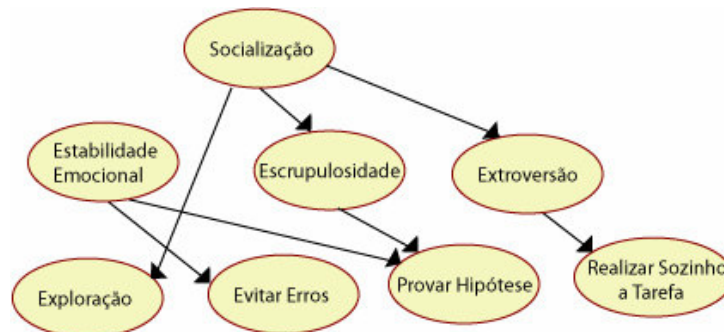 Socialização
Estabilidade
Emocional
Escrupulosidade
Extroversão
Exploração
Evitar Erros
Provar Hipótese
Realizar Sozinho
a Tarefa